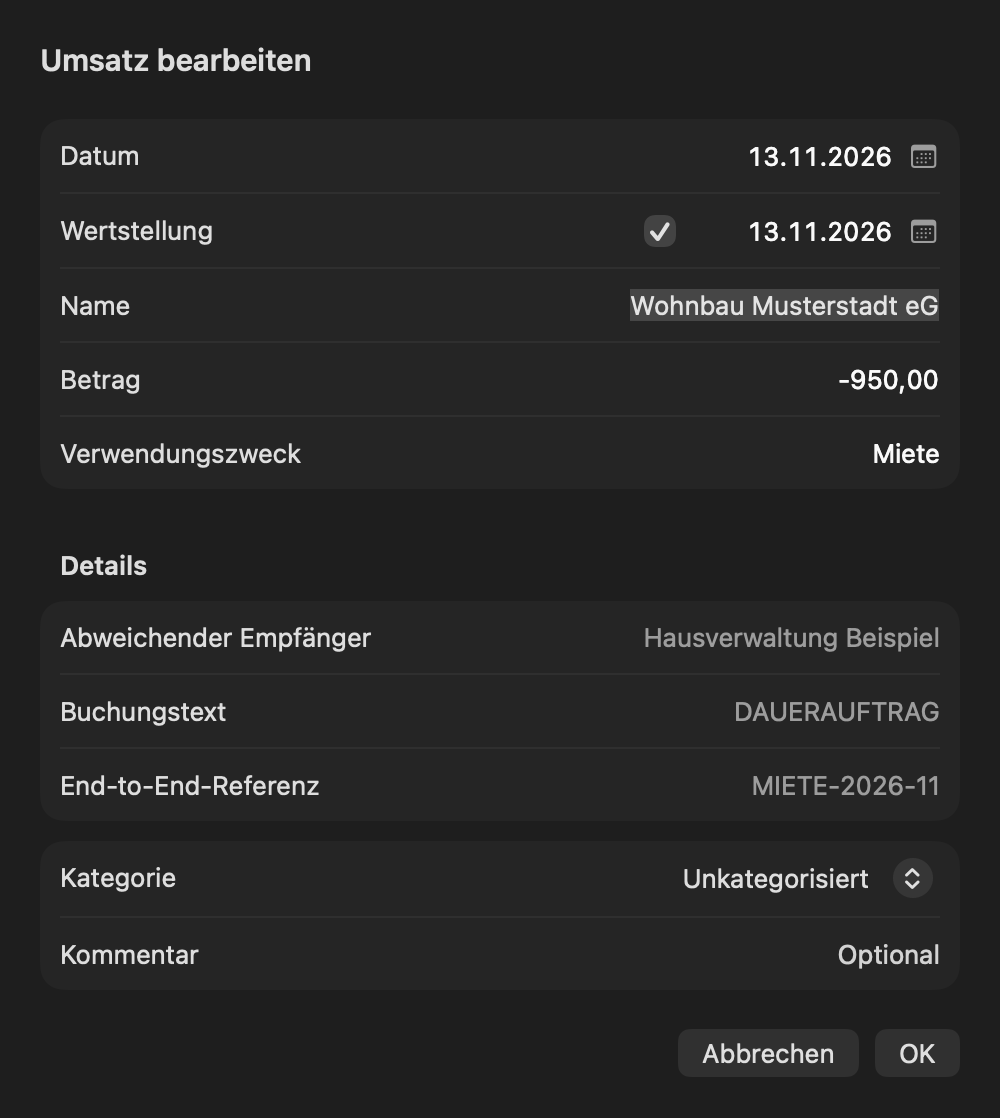 Umsatz bearbeiten
Datum 13.11.2026
Wertstellung 13.11.2026
Name Wohnbau Musterstadt eG
Betrag -950,00
Verwendungszweck Miete
Details
Abweichender Empfänger Hausverwaltung Beispiel
Buchungstext DAUERAUFTRAG
End-to-End-Referenz MIETE-2026-11
Kategorie Unkategorisiert
Kommentar Optional
Abbrechen OK